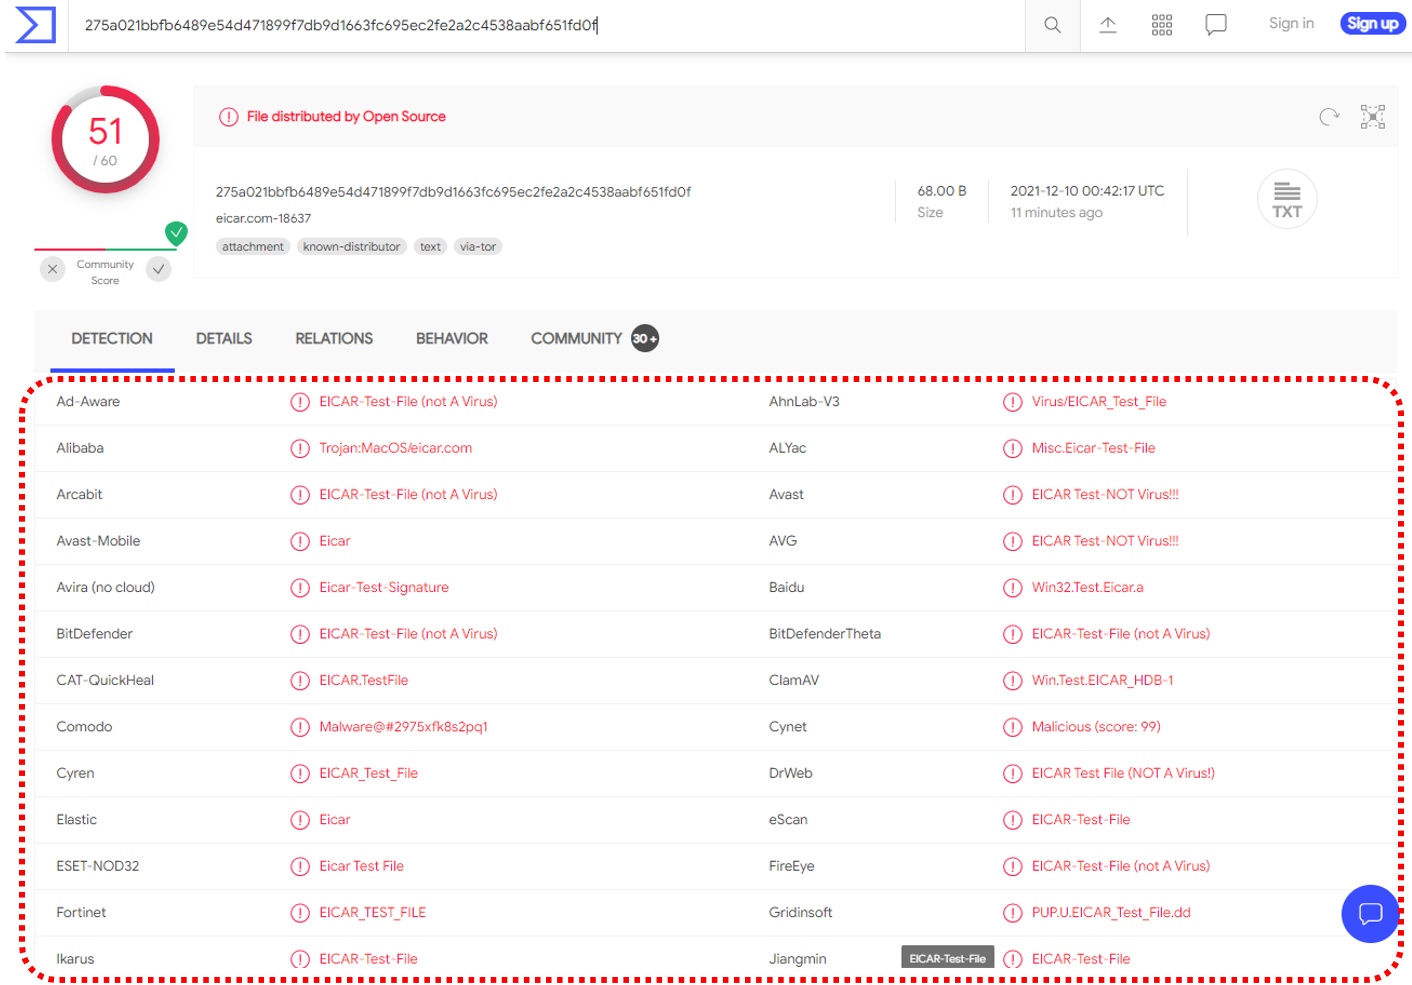 275a021bbfb6489e54d471899f7db9d1663fc695ec2fe2a2c4538aabf651fd0f
Sign in
Sign up
51
/ 60
File distributed by Open Source
275a021bbfb6489e54d471899f7db9d1663fc695ec2fe2a2c4538aabf651fd0f
eicar.com-18637
attachment known-distributor text via-tor
68.00 B
Size
2021-12-10 00:42:17 UTC
11 minutes ago
TXT
Community
Score
DETECTION DETAILS RELATIONS BEHAVIOR COMMUNITY 30+
Ad-Aware EICAR-Test-File (not A Virus) AhnLab-V3 Virus/EICAR_Test_File
Alibaba Trojan:MacOS/eicar.com ALYac Misc.Eicar-Test-File
Arcabit EICAR-Test-File (not A Virus) Avast EICAR Test-NOT Virus!!!
Avast-Mobile Eicar AVG EICAR Test-NOT Virus!!!
Avira (no cloud) Eicar-Test-Signature Baidu Win32.Test.Eicar.a
BitDefender EICAR-Test-File (not A Virus) BitDefenderTheta EICAR-Test-File (not A Virus)
CAT-QuickHeal EICAR.TestFile ClamAV Win.Test.EICAR_HDB-1
Comodo Malware@#2975xfk8s2pq1 Cynet Malicious (score: 99)
Cyren EICAR_Test_File DrWeb EICAR Test File (NOT A Virus!)
Elastic Eicar eScan EICAR-Test-File
ESET-NOD32 Eicar Test File FireEye EICAR-Test-File (not A Virus)
Fortinet EICAR_TEST_FILE Gridinsoft PUP.U.EICAR_Test_File.dd
Ikarus EICAR-Test-File Jiangmin EICAR-Test-File EICAR-Test-File